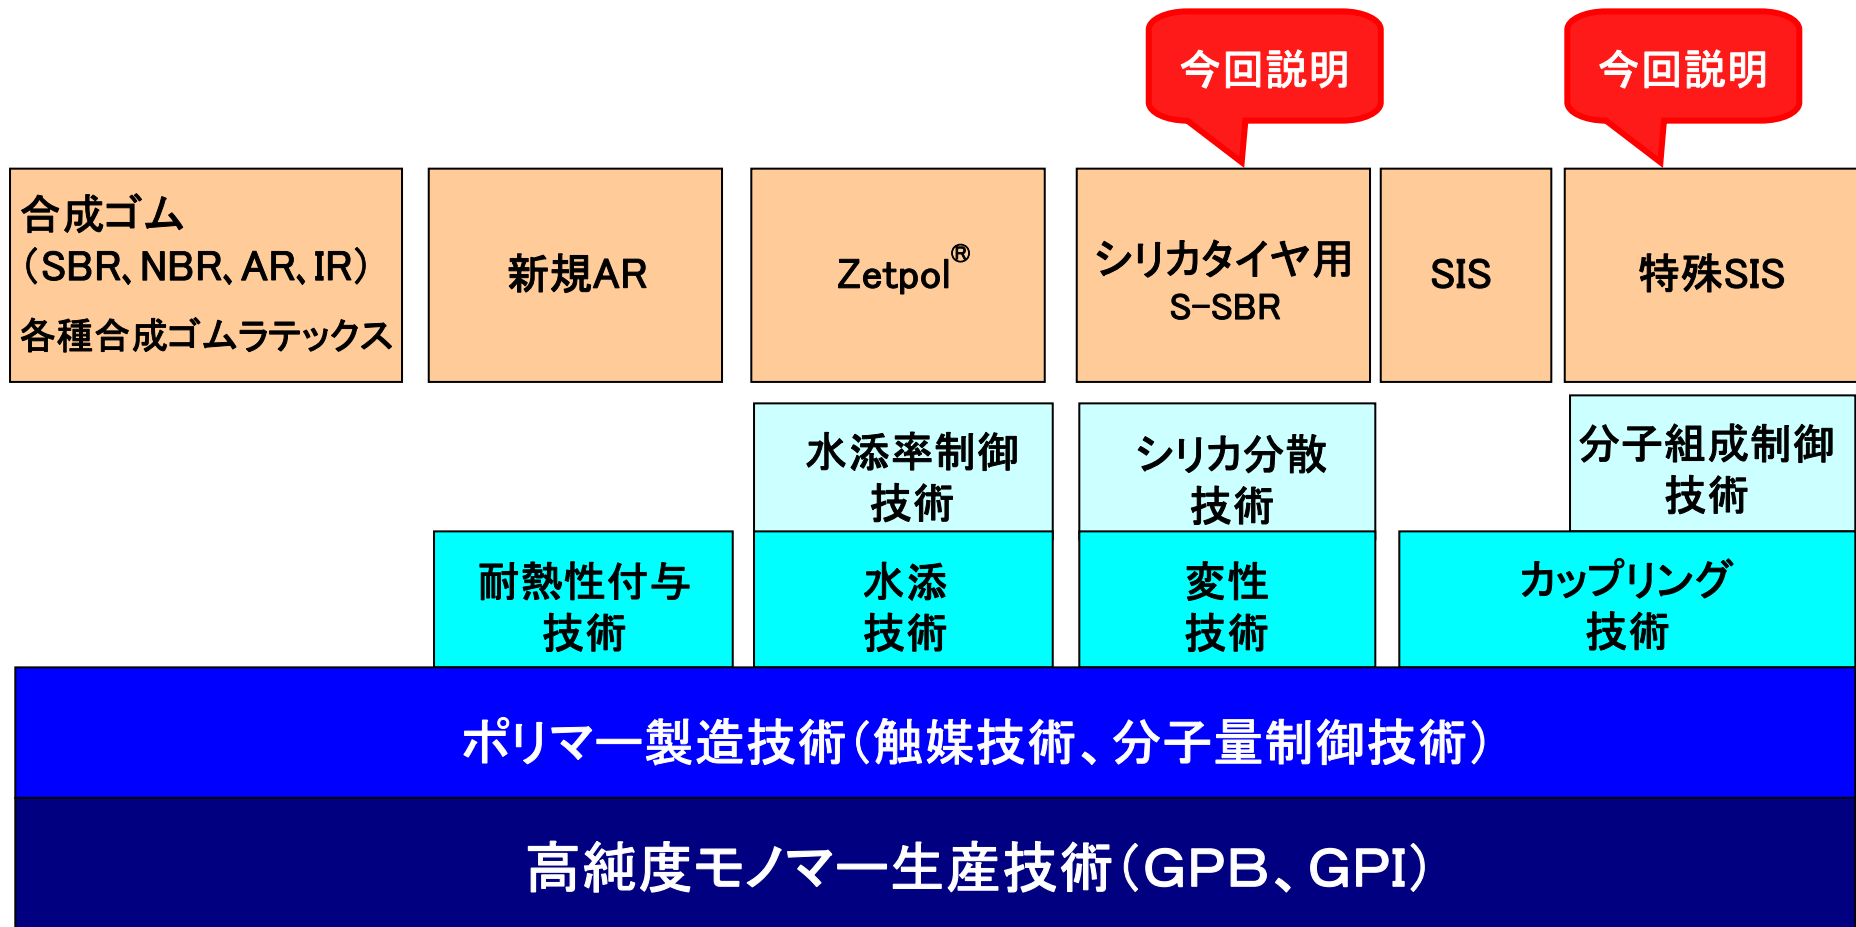 今回説明
今回説明
合成ゴム
（SBR、NBR、AR、IR）
各種合成ゴムラテックス
新規AR
Zetpol®
シリカタイヤ用
S-SBR
SIS
特殊SIS
水添率制御
技術
シリカ分散
技術
分子組成制御
技術
耐熱性付与
技術
水添
技術
変性
技術
カップリング
技術
ポリマー製造技術（触媒技術、分子量制御技術）
高純度モノマー生産技術（GPB、GPI）